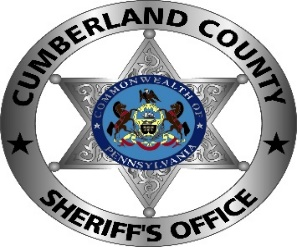 CUMBERLAND COUNTY
COMMONWEALTH OF
PENNSYLVANIA
SHERIFF'S OFFICE